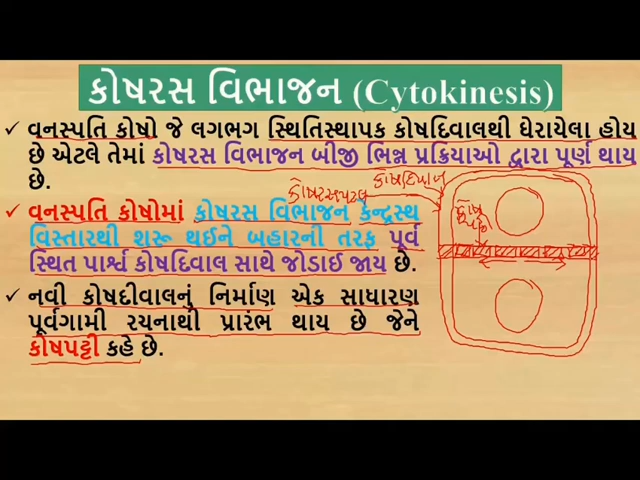 કોષરસ વિભાજન (Cytokinesis)
✓ વનસ્પતિ કોષો જે લગભગ સ્થિતિસ્થાપક કોષદિવાલથી ઘેરાયેલા હોય
છે એટલે તેમાં કોષરસ વિભાજન બીજી ભિન્ન પ્રક્રિયાઓ દ્વારા પૂર્ણ થાય
છે.
કોષદિવાલ
કોષરસપટલ
✓ વનસ્પતિ કોષોમાં કોષરસ વિભાજન કેન્દ્રસ્થ
વિસ્તારથી શરૂ થઈને બહારની તરફ પૂર્વ
સ્થિત પાર્શ્વ કોષદિવાલ સાથે જોડાઈ જાય છે.
કોષ
✓ નવી કોષદીવાલનું નિર્માણ એક સાધારણ
પૂર્વગામી રચનાથી પ્રારંભ થાય છે જેને
કોષપટ્ટી કહે છે.